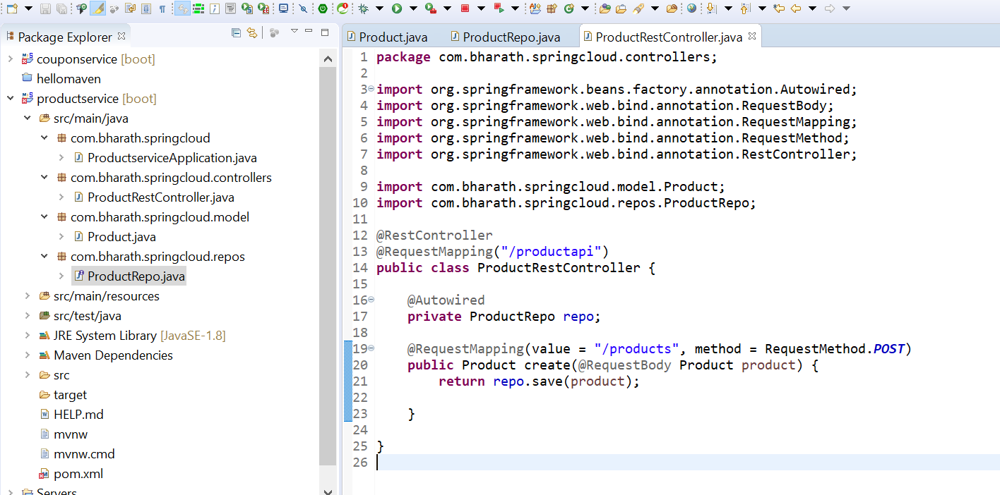 Package Explorer
couponservice [boot]
hellomaven
productservice [boot]
src/main/java
com.bharath.springcloud
ProductserviceApplication.java
com.bharath.springcloud.controllers
ProductRestController.java
com.bharath.springcloud.model
Product.java
com.bharath.springcloud.repos
ProductRepo.java
src/main/resources
src/test/java
JRE System Library [JavaSE-1.8]
Maven Dependencies
src
target
HELP.md
mvnw
mvnw.cmd
pom.xml
Servers
Product.java ProductRepo.java ProductRestController.java
1 package com.bharath.springcloud.controllers;
2
3 import org.springframework.beans.factory.annotation.Autowired;
4 import org.springframework.web.bind.annotation.RequestBody;
5 import org.springframework.web.bind.annotation.RequestMapping;
6 import org.springframework.web.bind.annotation.RequestMethod;
7 import org.springframework.web.bind.annotation.RestController;
8
9 import com.bharath.springcloud.model.Product;
10 import com.bharath.springcloud.repos.ProductRepo;
11
12 @RestController
13 @RequestMapping("/productapi")
14 public class ProductRestController {
15
16 @Autowired
17 private ProductRepo repo;
18
19 @RequestMapping(value = "/products", method = RequestMethod.POST)
20 public Product create(@RequestBody Product product) {
21 return repo.save(product);
22
23 }
24
25 }
26